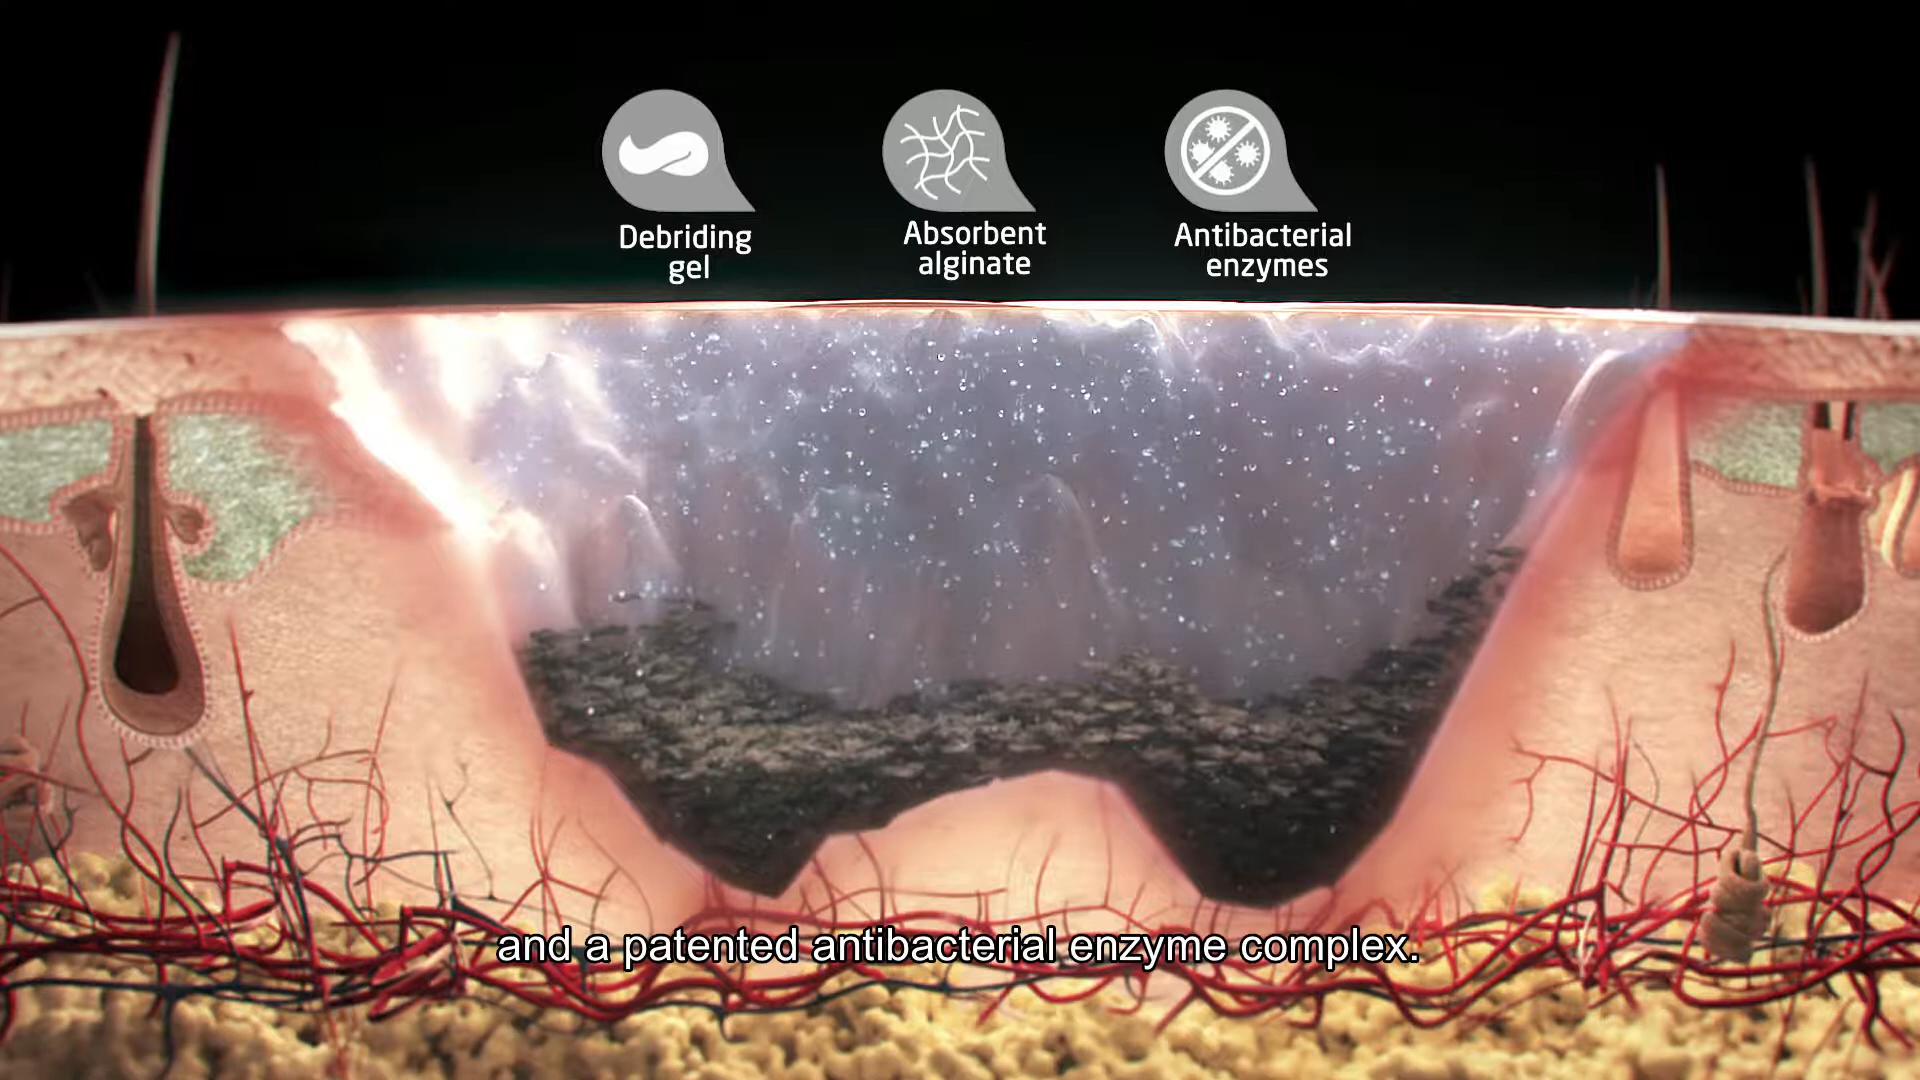 Debriding
gel
Absorbent
alginate
Antibacterial
enzymes
and a patented antibacterial enzyme complex.